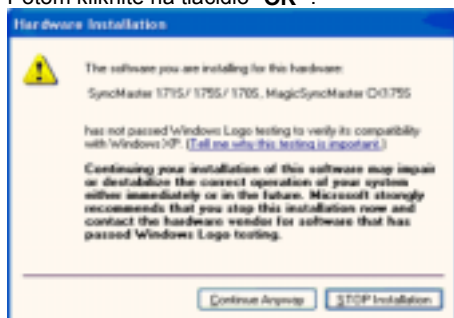 Potom kliknite na tlačidlo "OK".
Hardware Installation
The software you are installing for this hardware:
SyncMaster 171S/ 175S/ 170S, MagicSyncMaster CX175S
has not passed Windows Logo testing to verify its compatibility
with Windows XP. (Tell me why this testing is important.)
Continuing your installation of this software may impair
or destabilize the correct operation of your system
either immediately or in the future. Microsoft strongly
recommends that you stop this installation now and
contact the hardware vendor for software that has
passed Windows Logo testing.
Continue Anyway
STOP Installation